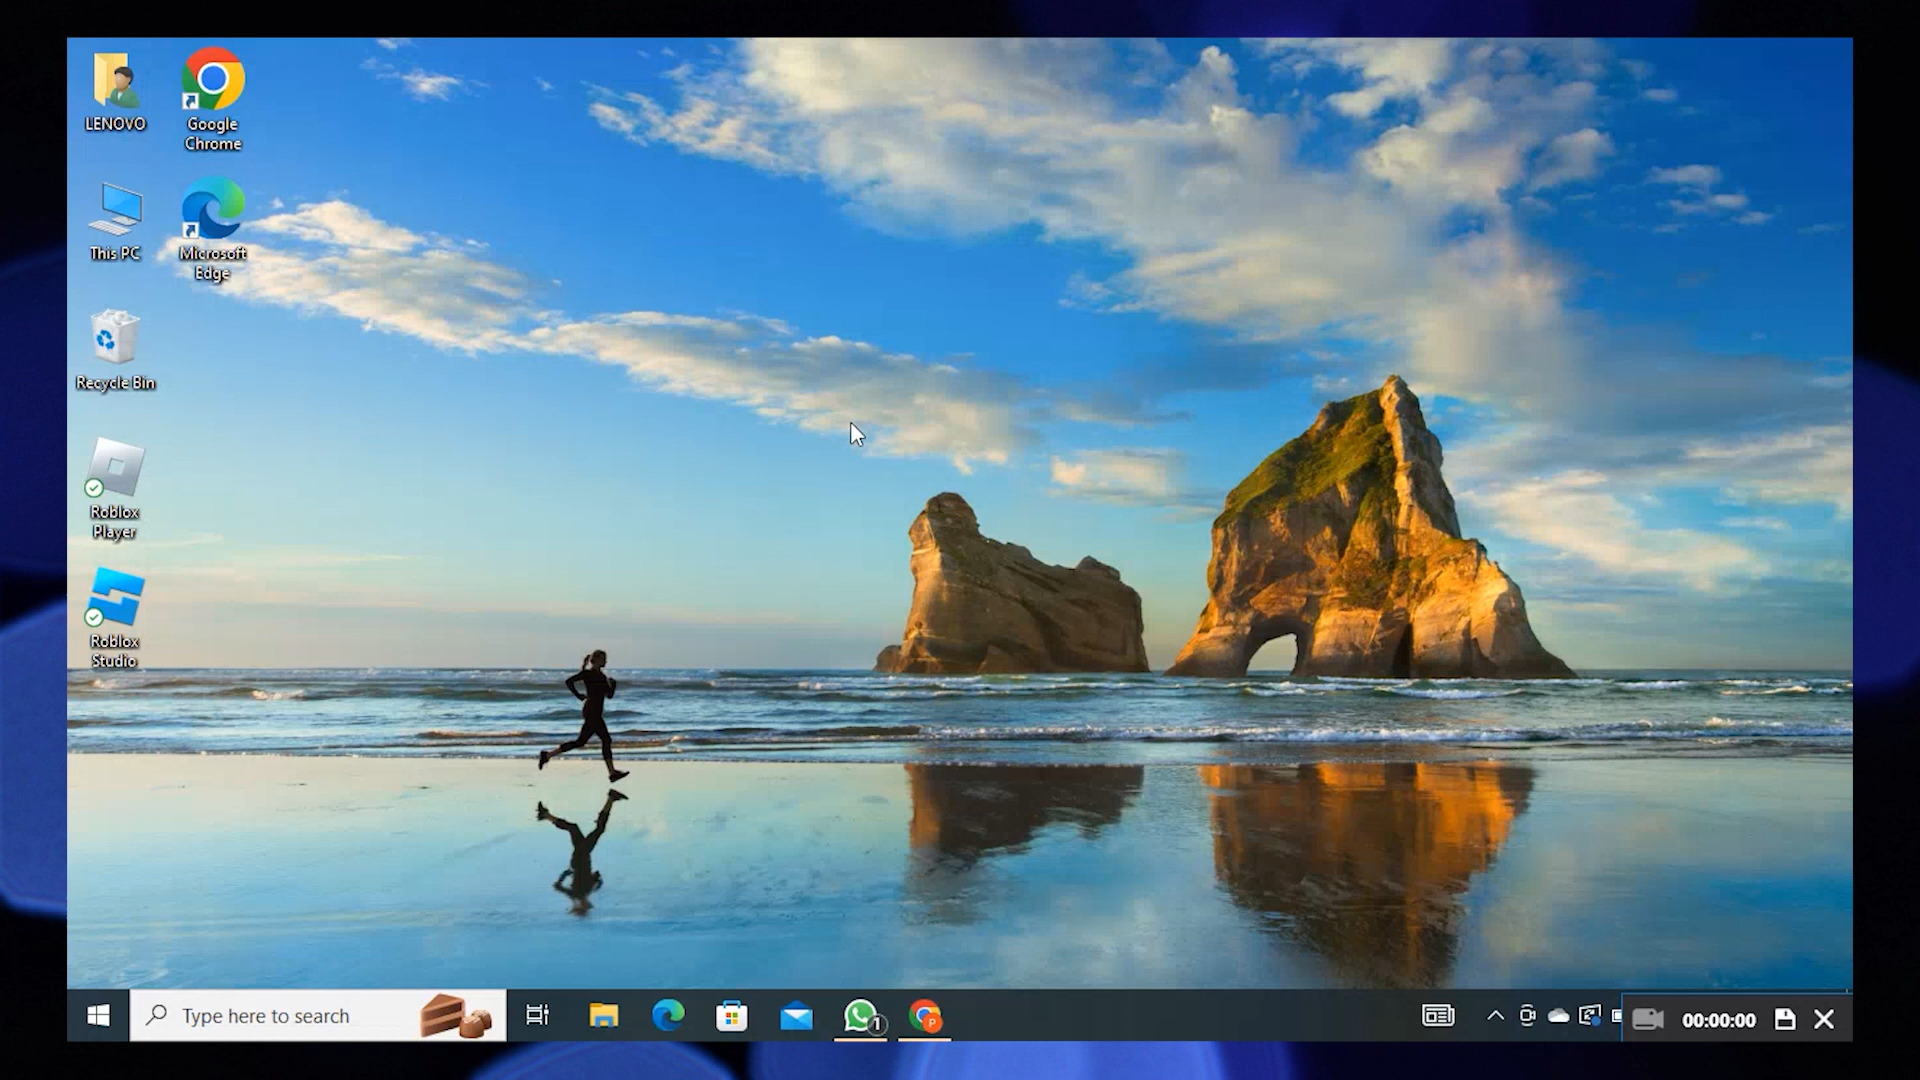 LENOVO
Google
Chrome
This PC
Microsoft
Edge
Recycle Bin
Roblox
Player
Roblox
Studio
Type here to search
1
P
00:00:00